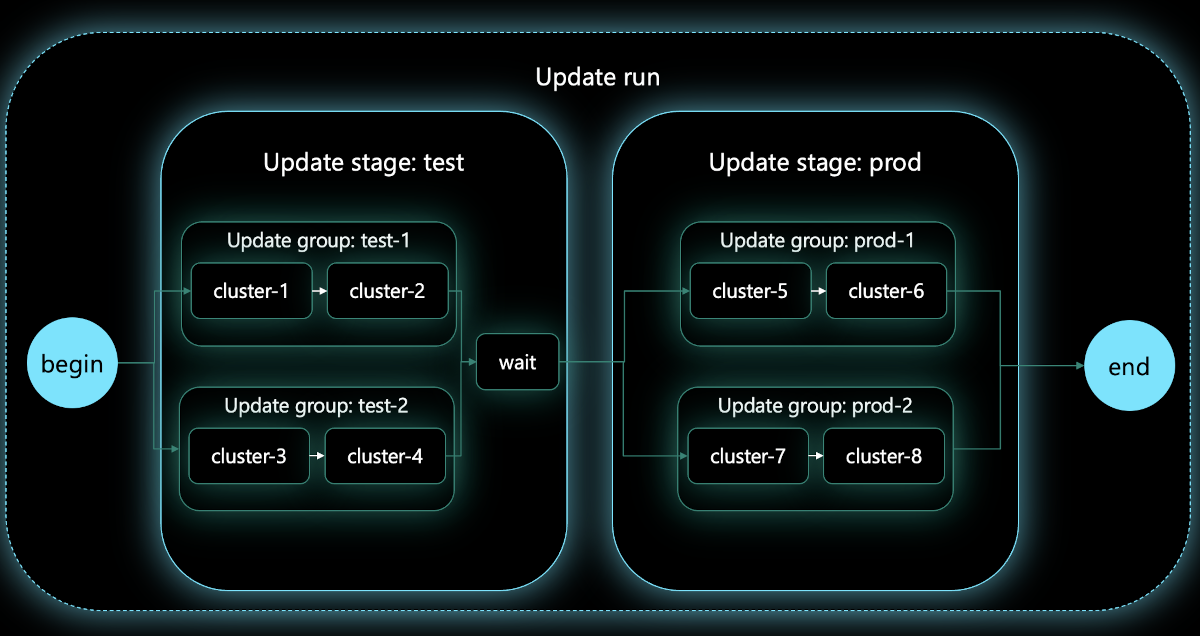 Update run
Update stage: test
Update group: test-1
cluster-1
cluster-2
Update group: test-2
cluster-3
cluster-4
begin
wait
Update stage: prod
Update group: prod-1
cluster-5
cluster-6
Update group: prod-2
cluster-7
cluster-8
end